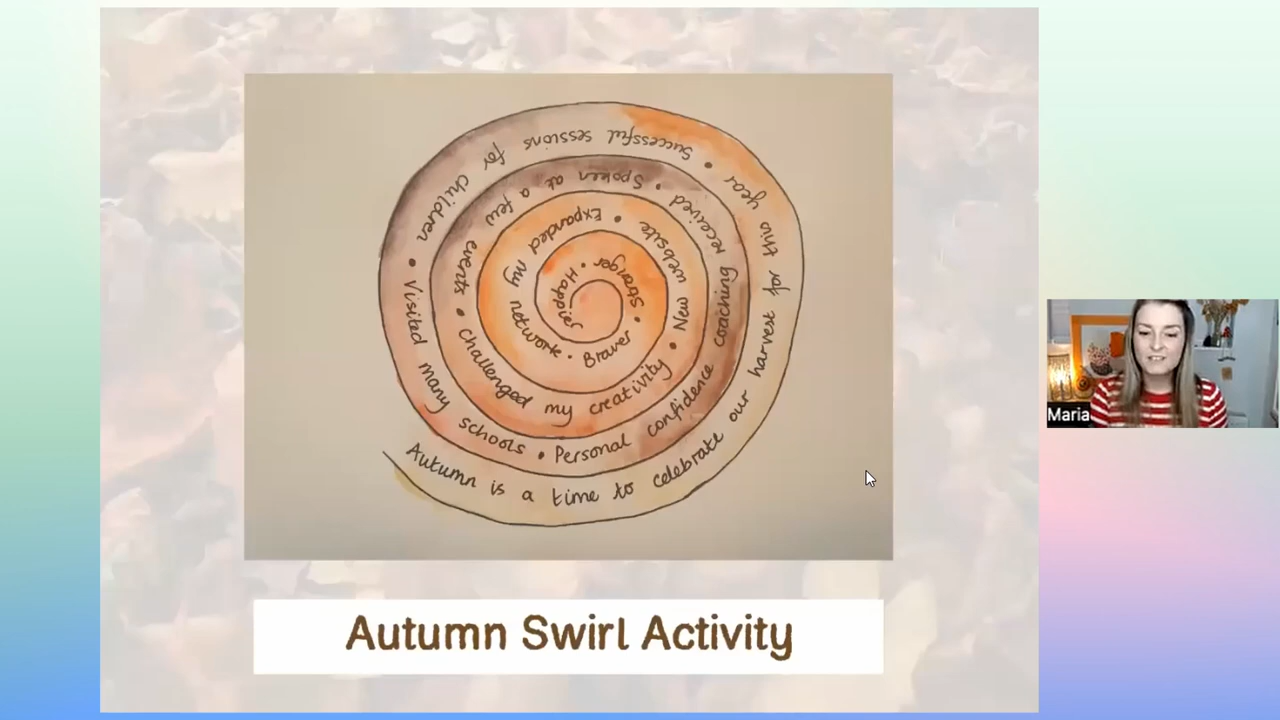 Autumn is a time to celebrate our harvest for this year • Successful sessions for children • Visited many schools • Personal confidence coaching received • Spoken at a few events • Challenged my creativity • New website • Expanded my network • Braver • Stronger • Happier
Autumn Swirl Activity
Maria